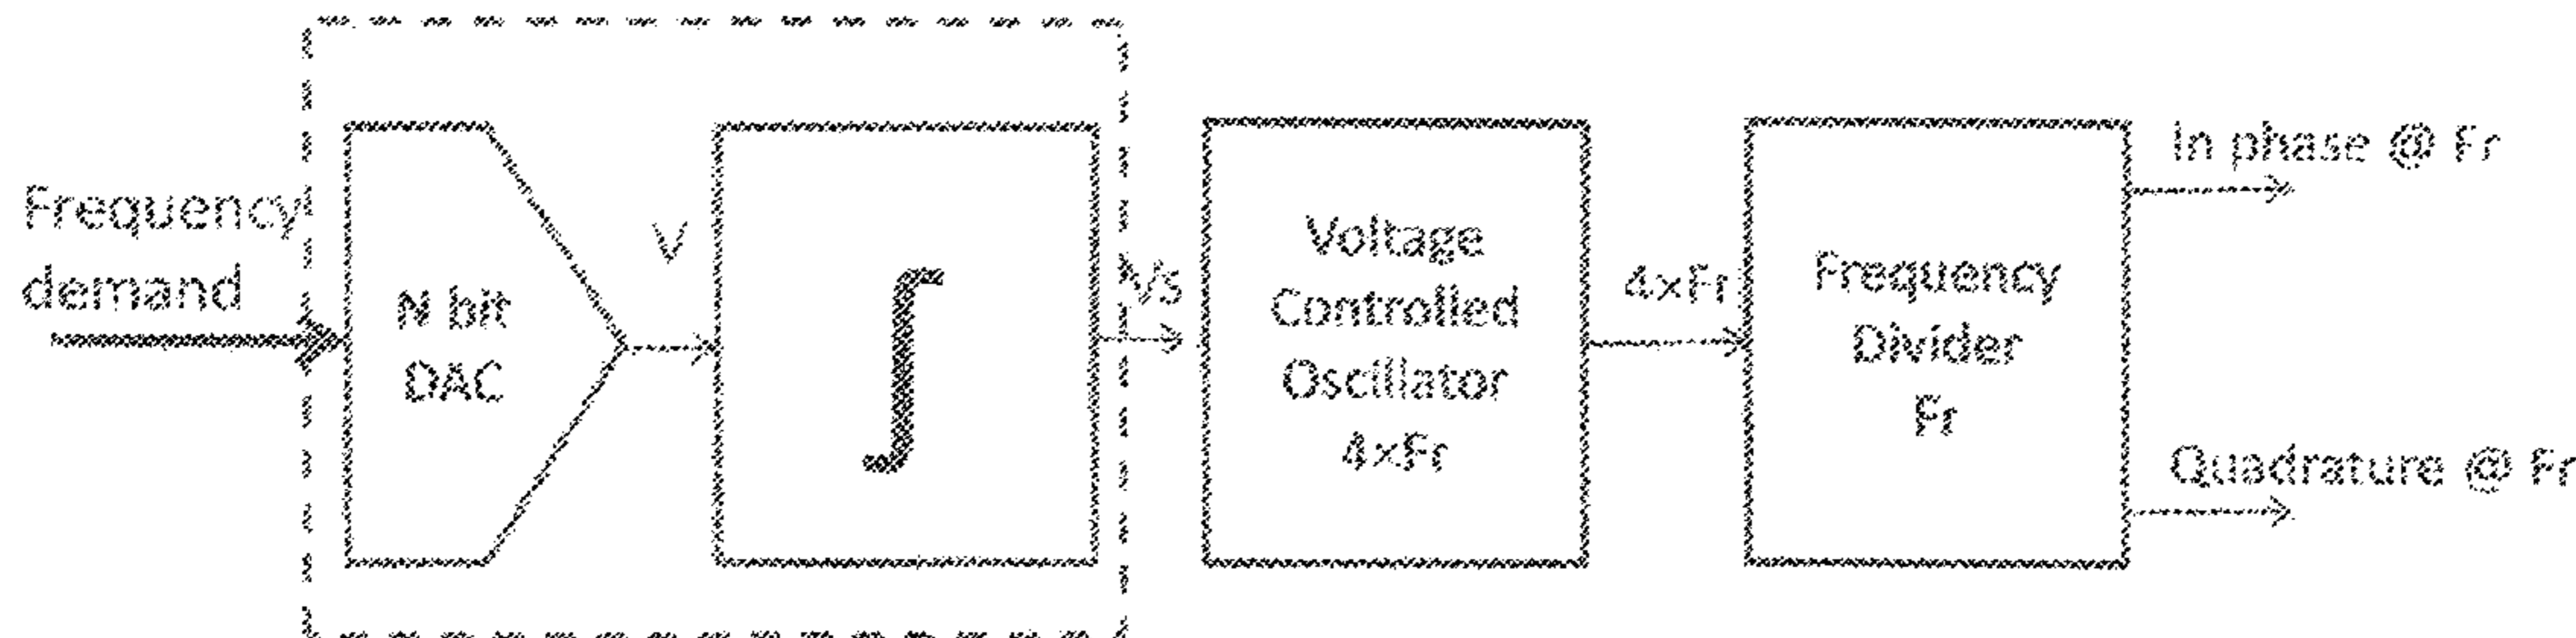 Frequency
demand
N bit
DAC
V
∫
V/s
Voltage
Controlled
Oscillator
4×Fr
4×Fr
Frequency
Divider
Fr
In phase @ Fr
Quadrature @ Fr